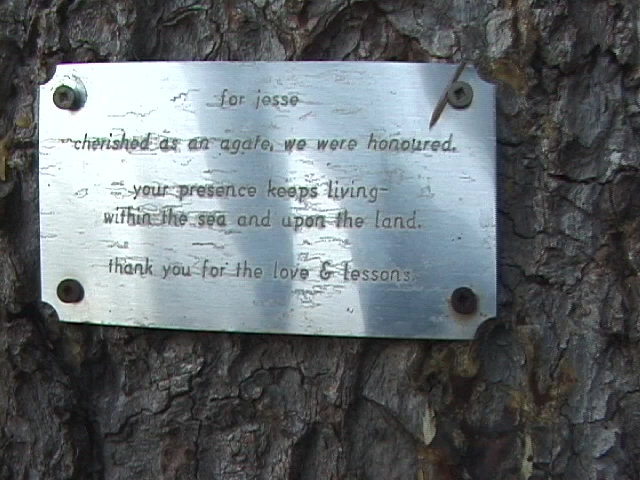 for jesse
cherished as an agate, we were honoured.
your presence keeps living-
within the sea and upon the land.
thank you for the love & lessons.